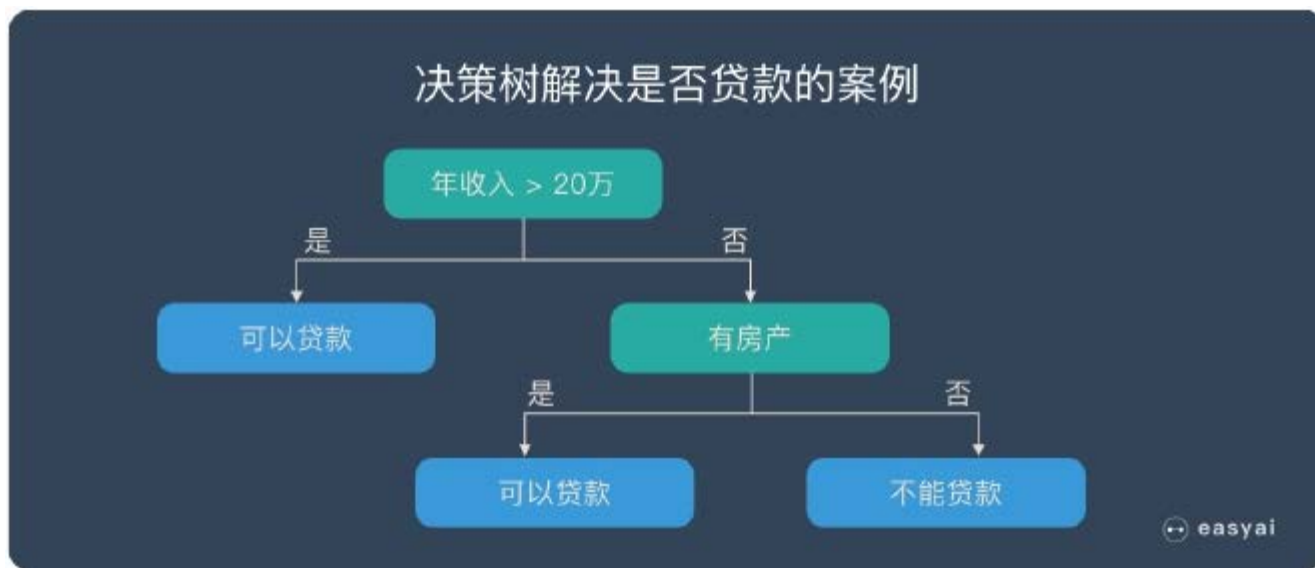 决策树解决是否贷款的案例
年收入 > 20万
是
否
可以贷款
有房产
是
否
可以贷款
不能贷款
easyai